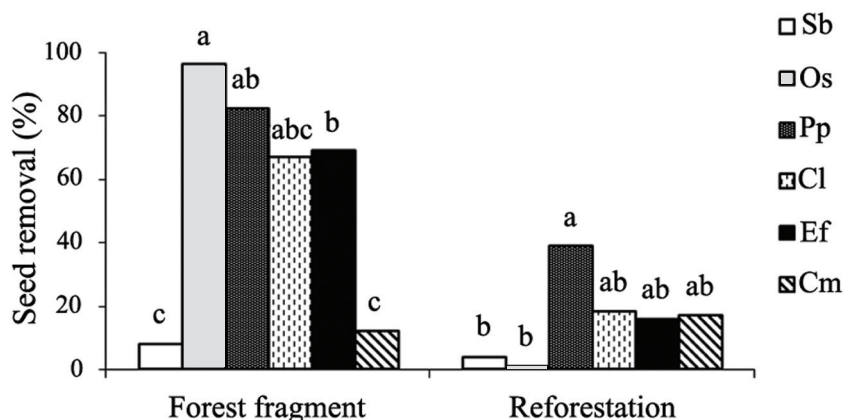 Seed removal (%)
100
80
60
40
20
0
a
ab
abc
b
c
c
a
ab
ab
ab
b
b
Forest fragment
Reforestation
Sb
Os
Pp
Cl
Ef
Cm